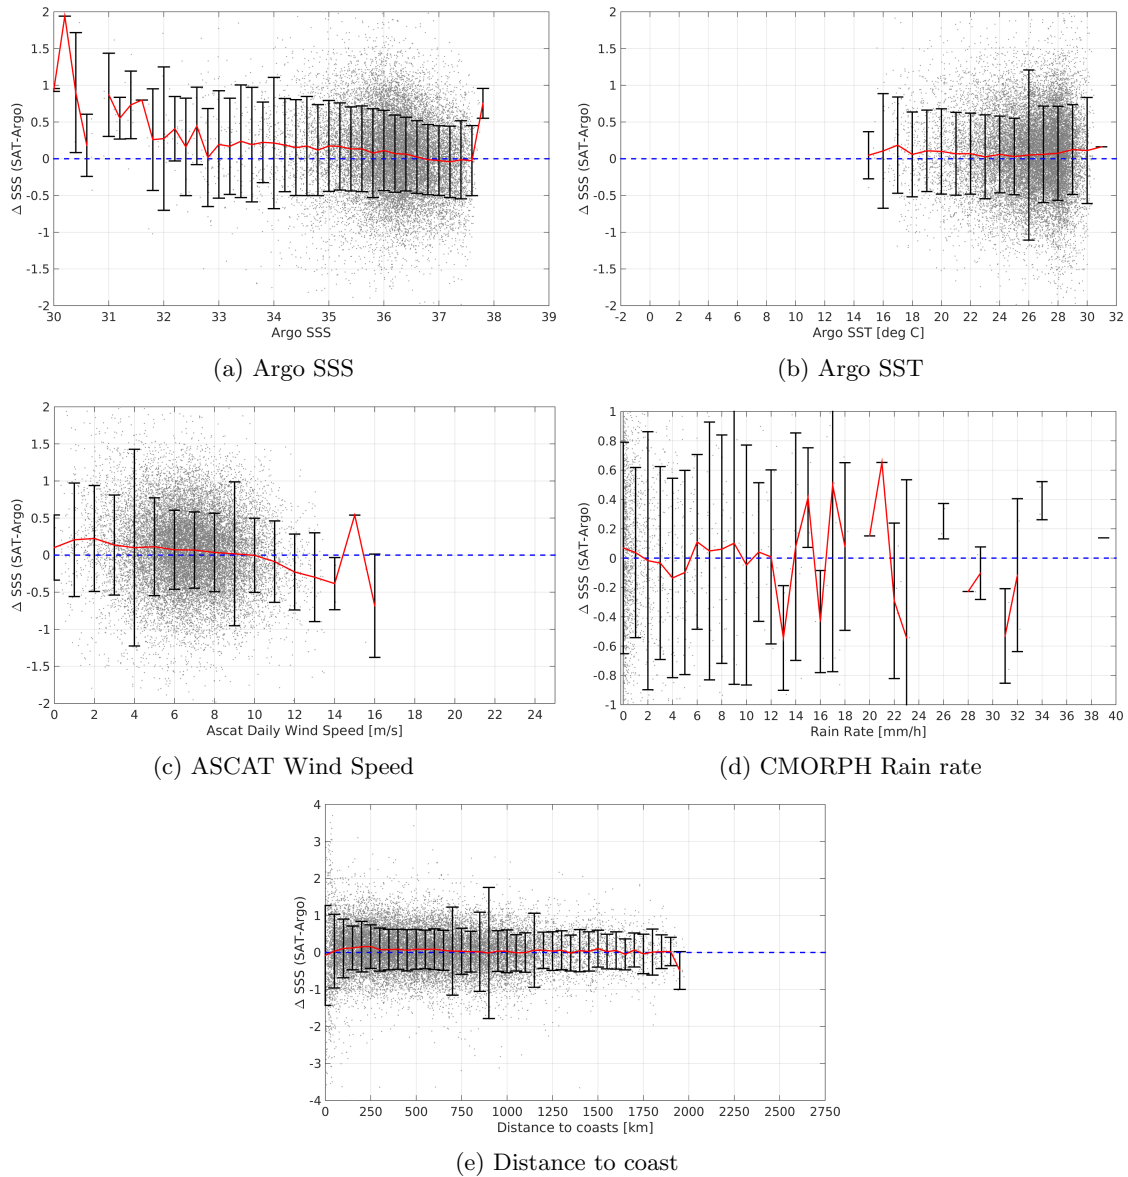 Δ SSS (SAT-Argo)
2
1.5
1
0.5
0
-0.5
-1
-1.5
-2
30 31 32 33 34 35 36 37 38 39
Argo SSS
(a) Argo SSS
Δ SSS (SAT-Argo)
2
1.5
1
0.5
0
-0.5
-1
-1.5
-2
-2 0 2 4 6 8 10 12 14 16 18 20 22 24 26 28 30 32
Argo SST [deg C]
(b) Argo SST
Δ SSS (SAT-Argo)
2
1.5
1
0.5
0
-0.5
-1
-1.5
-2
0 2 4 6 8 10 12 14 16 18 20 22 24
Ascat Daily Wind Speed [m/s]
(c) ASCAT Wind Speed
Δ SSS (SAT-Argo)
1
0.8
0.6
0.4
0.2
0
-0.2
-0.4
-0.6
-0.8
-1
0 2 4 6 8 10 12 14 16 18 20 22 24 26 28 30 32 34 36 38 40
Rain Rate [mm/h]
(d) CMORPH Rain rate
Δ SSS (SAT-Argo)
4
3
2
1
0
-1
-2
-3
-4
0 250 500 750 1000 1250 1500 1750 2000 2250 2500 2750
Distance to coasts [km]
(e) Distance to coast